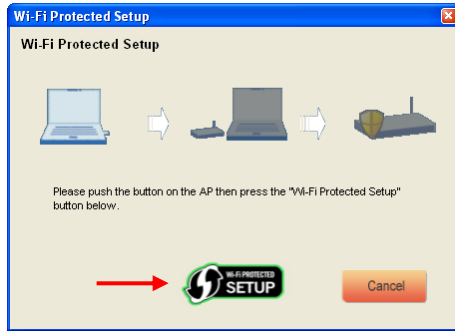 Wi-Fi Protected Setup
Wi-Fi Protected Setup
Please push the button on the AP then press the "Wi-Fi Protected Setup"
button below.
Wi-Fi PROTECTED
SETUP
Cancel